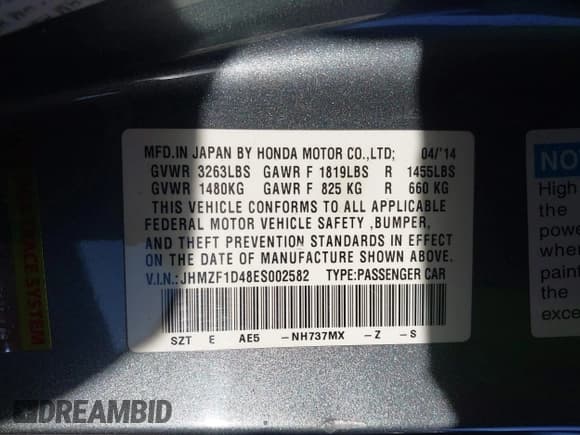 MFD.IN JAPAN BY HONDA MOTOR CO.,LTD; 04/'14
GVWR 3263LBS GAWR F 1819LBS R 1455LBS
GVWR 1480KG GAWR F 825 KG R 660 KG
THIS VEHICLE CONFORMS TO ALL APPLICABLE
FEDERAL MOTOR VEHICLE SAFETY ,BUMPER,
AND THEFT PREVENTION STANDARDS IN EFFECT
ON THE DATE OF MANUFACTURE SHOWN ABOVE.
V.I.N.:JHMZF1D48ES002582 TYPE:PASSENGER CAR
SZT E AE5 -NH737MX -Z -S
NO
High
the
powe
when
paint
the
exce
DREAMBID